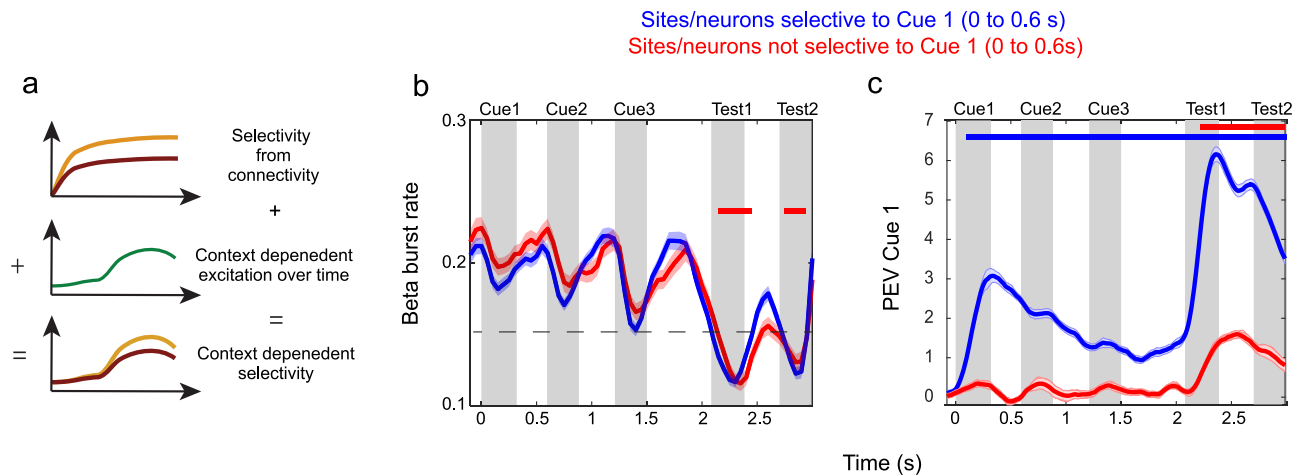 Sites/neurons selective to Cue 1 (0 to 0.6 s)
Sites/neurons not selective to Cue 1 (0 to 0.6s)
a
Selectivity
from
connectivity
+
+
Context depenedent
excitation over time
=
=
Context depenedent
selectivity
b
Cue1 Cue2 Cue3 Test1 Test2
0.3
0.2
0.1
Beta burst rate
0 0.5 1 1.5 2 2.5
c
Cue1 Cue2 Cue3 Test1 Test2
7
6
5
4
3
2
1
0
PEV Cue 1
0 0.5 1 1.5 2 2.5
Time (s)